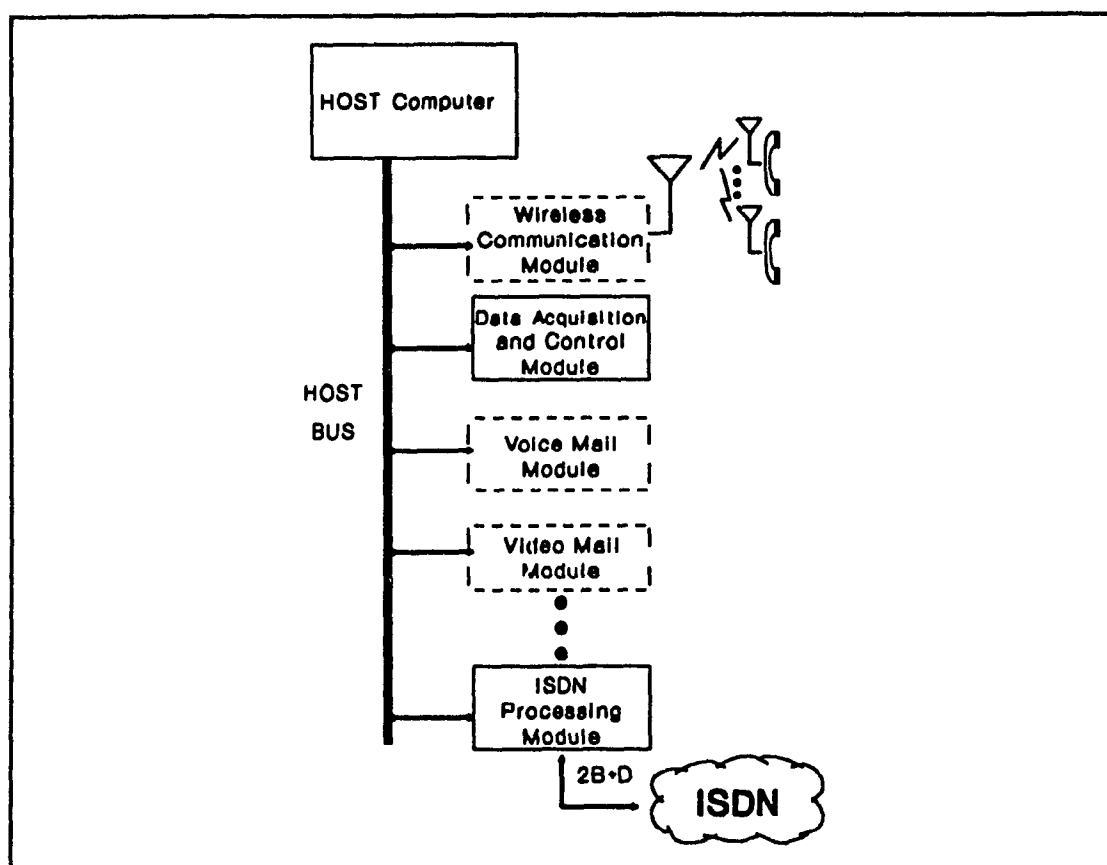 HOST Computer
Wireless
Communication
Module
Data Acquisition
and Control
Module
HOST
BUS
Voice Mail
Module
Video Mail
Module
ISDN
Processing
Module
2B+D
ISDN